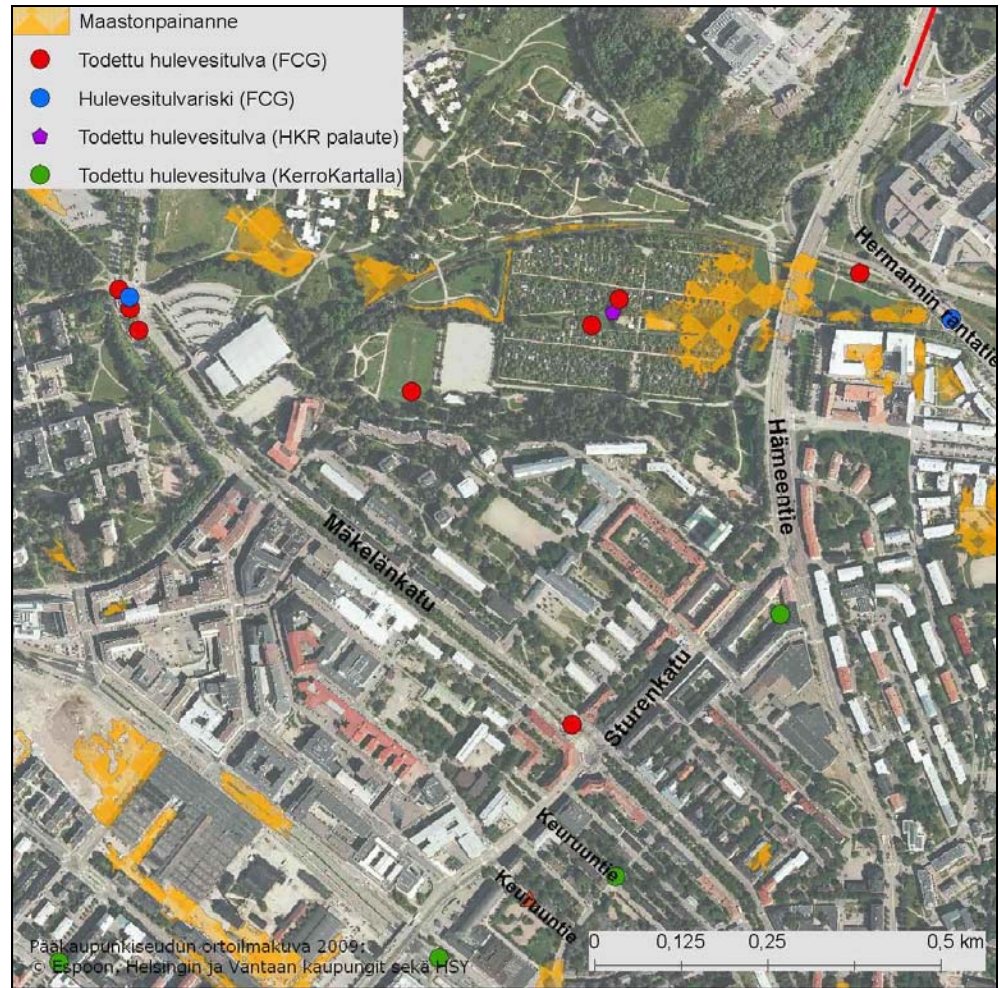 Maastonpainanne
Todettu hulevesitulva (FCG)
Hulevesitulvariski (FCG)
Todettu hulevesitulva (HKR palaute)
Todettu hulevesitulva (KerroKartalla)
Hermannin rantatie
Hämeentie
Mäkelänkatu
Sturenkatu
Keuruuntie
Keuruuntie
Pääkaupunkiseudun ortoilmakuva 2009:
© Espoon, Helsingin ja Vantaan kaupungit sekä HSY
0 0,125 0,25 0,5 km